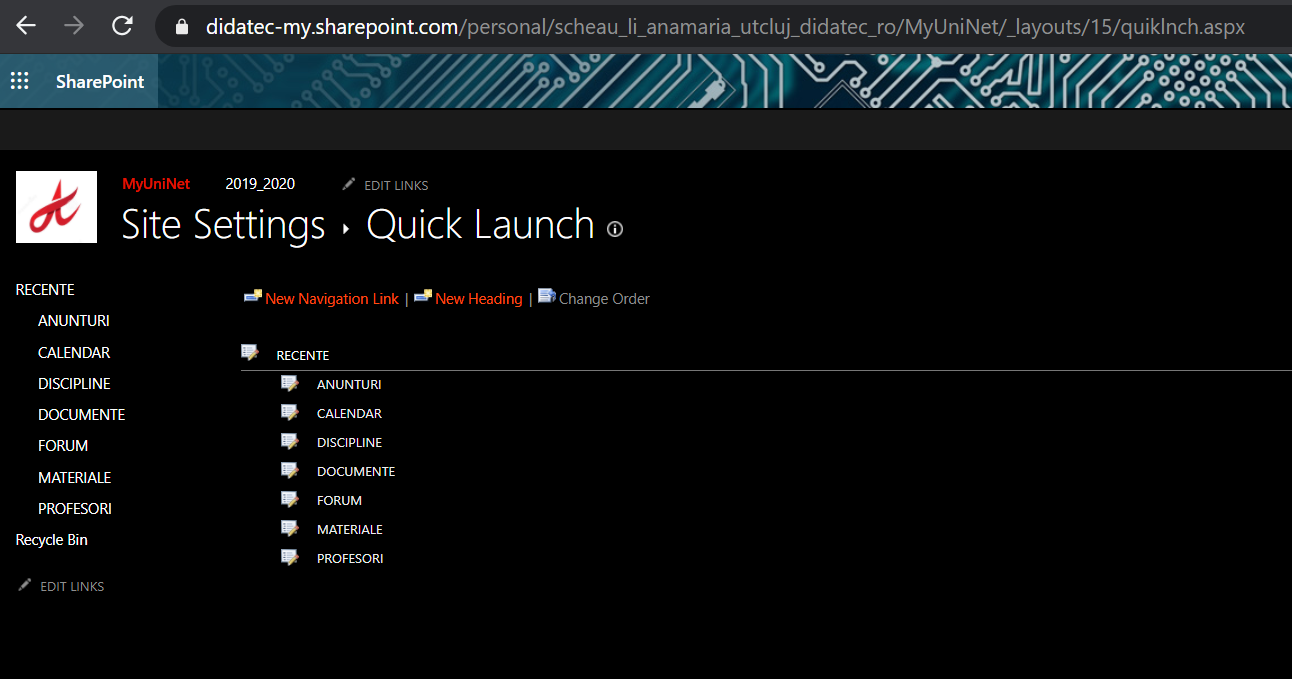 didatec-my.sharepoint.com/personal/scheau_li_anamaria_utcluj_didatec_ro/MyUniNet/_layouts/15/quiklnch.aspx
SharePoint
MyUniNet 2019_2020 EDIT LINKS
Site Settings Quick Launch
RECENTE
ANUNTURI
CALENDAR
DISCIPLINE
DOCUMENTE
FORUM
MATERIALE
PROFESORI
Recycle Bin
EDIT LINKS
New Navigation Link | New Heading | Change Order
RECENTE
ANUNTURI
CALENDAR
DISCIPLINE
DOCUMENTE
FORUM
MATERIALE
PROFESORI